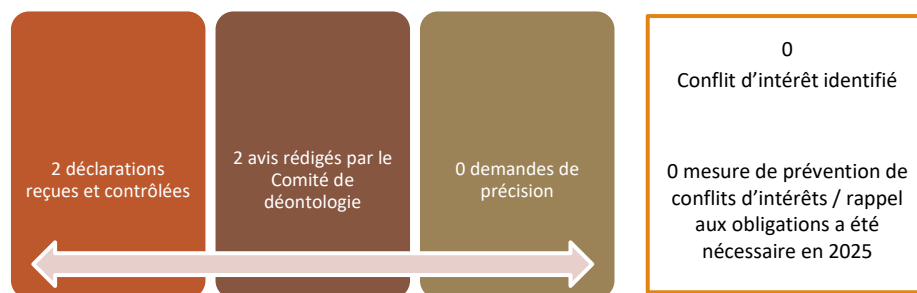 2 déclarations
reçues et contrôlées
2 avis rédigés par le
Comité de
déontologie
0 demandes de
précision
0
Conflit d’intérêt identifié
0 mesure de prévention de
conflits d’intérêts / rappel
aux obligations a été
nécessaire en 2025